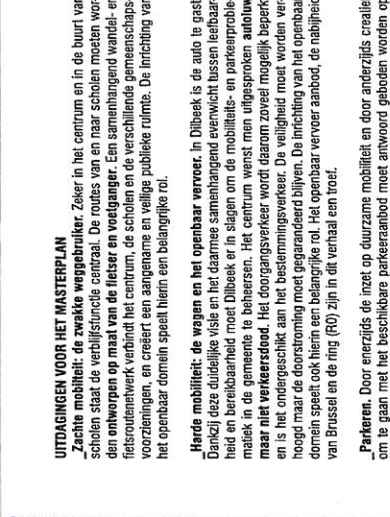 UITDAGINGEN VOOR HET MASTERPLAN
_Zachte mobiliteit: de zwakke weggebruiker. Zeker in het centrum en in de buurt van
scholen staat de verblijfsfunctie centraal. De routes van en naar scholen moeten wor-
den ontworpen op maat van de fietser en voetganger. Een samenhangend wandel- en
fietsroutenetwerk verbindt het centrum, de scholen en de verschillende gemeenschaps-
voorzieningen, en creëert een aangename en veilige publieke ruimte. De inrichting van
het openbaar domein speelt hierin een belangrijke rol.
_Harde mobiliteit: de wagen en het openbaar vervoer. In Dilbeek is de auto te gast.
Dankzij deze duidelijke visie en het daarmee samenhangend evenwicht tussen leefbaar-
heid en bereikbaarheid moet Dilbeek er in slagen om de mobiliteits- en parkeerproble-
matiek in de gemeente te beheersen. Het centrum wenst men uitgesproken autoluw
maar niet verkeersdood. Het doorgangsverkeer wordt daarom zoveel mogelijk beperkt
en is het ondergeschikt aan het bestemmingsverkeer. De veiligheid moet worden ver-
hoogd maar de doorstroming moet gegarandeerd blijven. De inrichting van het openbaar
domein speelt ook hierin een belangrijke rol. Het openbaar vervoer aanbod, de nabijheid
van Brussel en de ring (R0) zijn in dit verhaal een troef.
_Parkeren. Door enerzijds de inzet op duurzame mobiliteit en door anderzijds creatief
om te gaan met het beschikbare parkeeraanbod moet antwoord geboden worden op